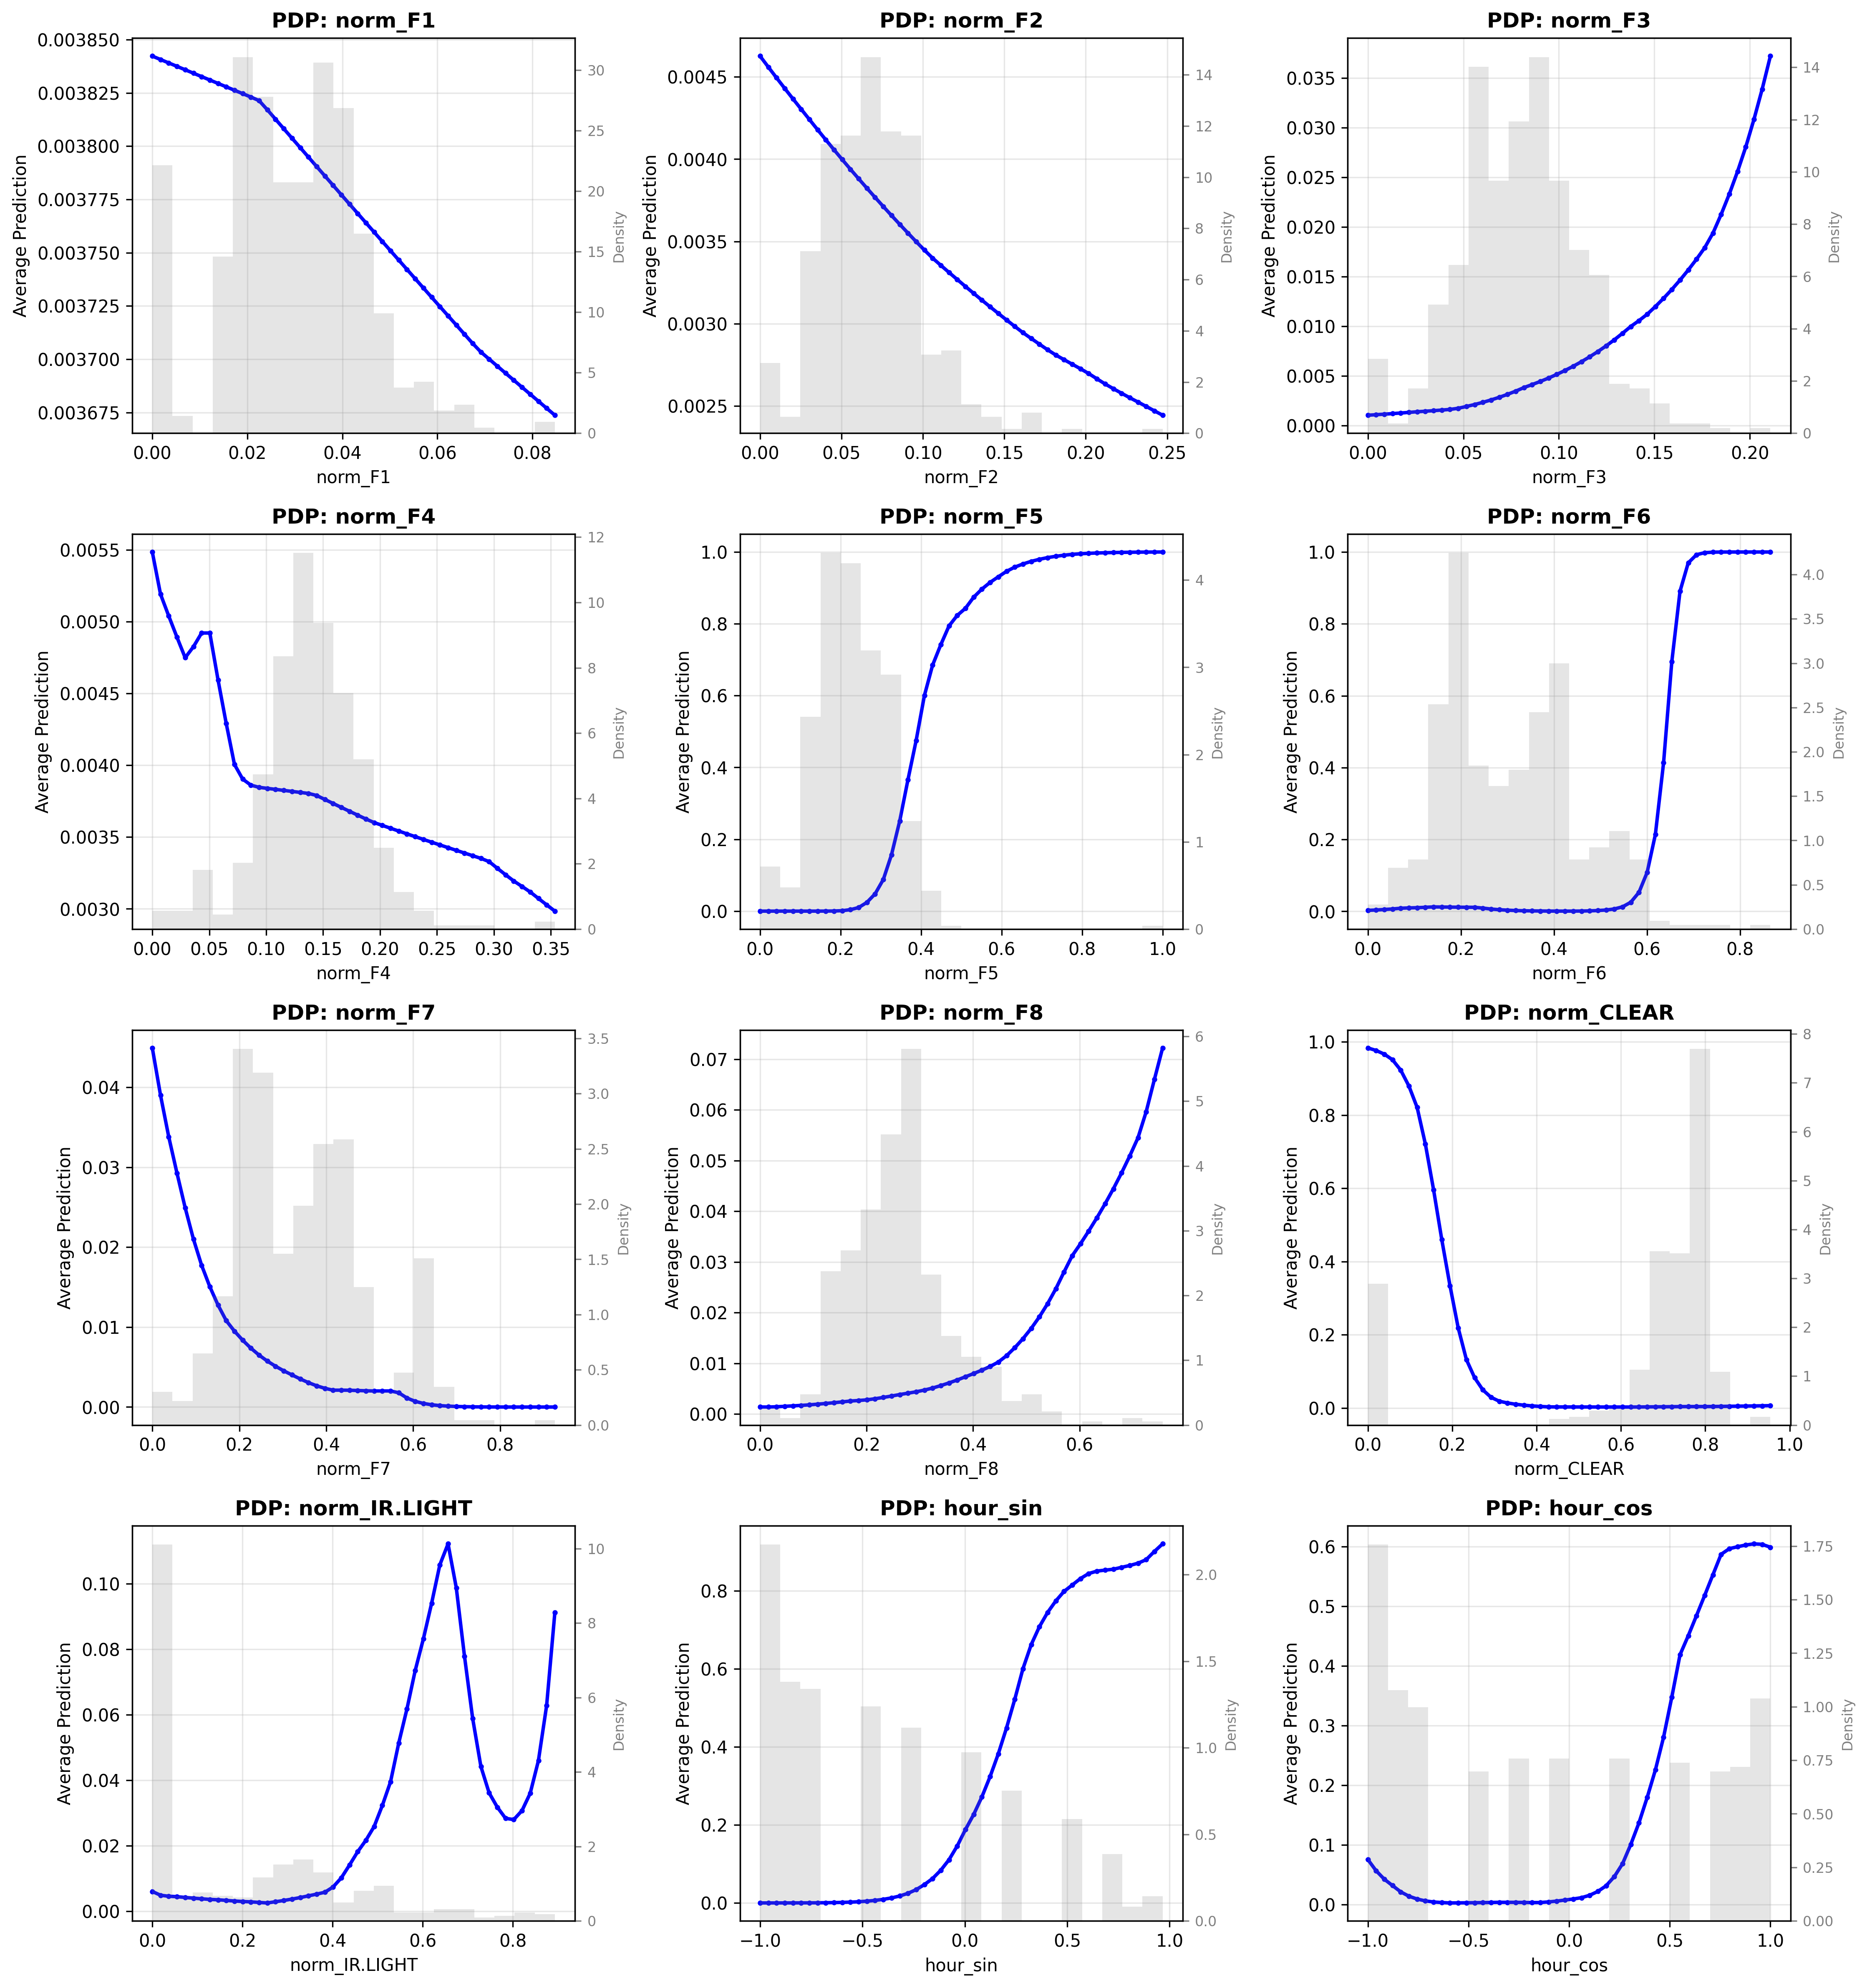 PDP: norm_F1
0.003850
0.003825
0.003800
0.003775
0.003750
0.003725
0.003700
0.003675
Average Prediction
0.00 0.02 0.04 0.06 0.08
norm_F1
30
25
20
15
10
5
0
Density
PDP: norm_F2
0.0045
0.0040
0.0035
0.0030
0.0025
Average Prediction
0.00 0.05 0.10 0.15 0.20 0.25
norm_F2
14
12
10
8
6
4
2
0
Density
PDP: norm_F3
0.035
0.030
0.025
0.020
0.015
0.010
0.005
0.000
Average Prediction
0.00 0.05 0.10 0.15 0.20
norm_F3
14
12
10
8
6
4
2
0
Density
PDP: norm_F4
0.0055
0.0050
0.0045
0.0040
0.0035
0.0030
Average Prediction
0.00 0.05 0.10 0.15 0.20 0.25 0.30 0.35
norm_F4
12
10
8
6
4
2
0
Density
PDP: norm_F5
1.0
0.8
0.6
0.4
0.2
0.0
Average Prediction
0.0 0.2 0.4 0.6 0.8 1.0
norm_F5
4
3
2
1
0
Density
PDP: norm_F6
1.0
0.8
0.6
0.4
0.2
0.0
Average Prediction
0.0 0.2 0.4 0.6 0.8
norm_F6
4.0
3.5
3.0
2.5
2.0
1.5
1.0
0.5
0.0
Density
PDP: norm_F7
0.04
0.03
0.02
0.01
0.00
Average Prediction
0.0 0.2 0.4 0.6 0.8
norm_F7
3.5
3.0
2.5
2.0
1.5
1.0
0.5
0.0
Density
PDP: norm_F8
0.07
0.06
0.05
0.04
0.03
0.02
0.01
0.00
Average Prediction
0.0 0.2 0.4 0.6
norm_F8
6
5
4
3
2
1
0
Density
PDP: norm_CLEAR
1.0
0.8
0.6
0.4
0.2
0.0
Average Prediction
0.0 0.2 0.4 0.6 0.8 1.0
norm_CLEAR
8
7
6
5
4
3
2
1
0
Density
PDP: norm_IR.LIGHT
0.10
0.08
0.06
0.04
0.02
0.00
Average Prediction
0.0 0.2 0.4 0.6 0.8
norm_IR.LIGHT
10
8
6
4
2
0
Density
PDP: hour_sin
0.8
0.6
0.4
0.2
0.0
Average Prediction
−1.0 −0.5 0.0 0.5 1.0
hour_sin
2.0
1.5
1.0
0.5
0.0
Density
PDP: hour_cos
0.6
0.5
0.4
0.3
0.2
0.1
0.0
Average Prediction
−1.0 −0.5 0.0 0.5 1.0
hour_cos
1.75
1.50
1.25
1.00
0.75
0.50
0.25
0.00
Density